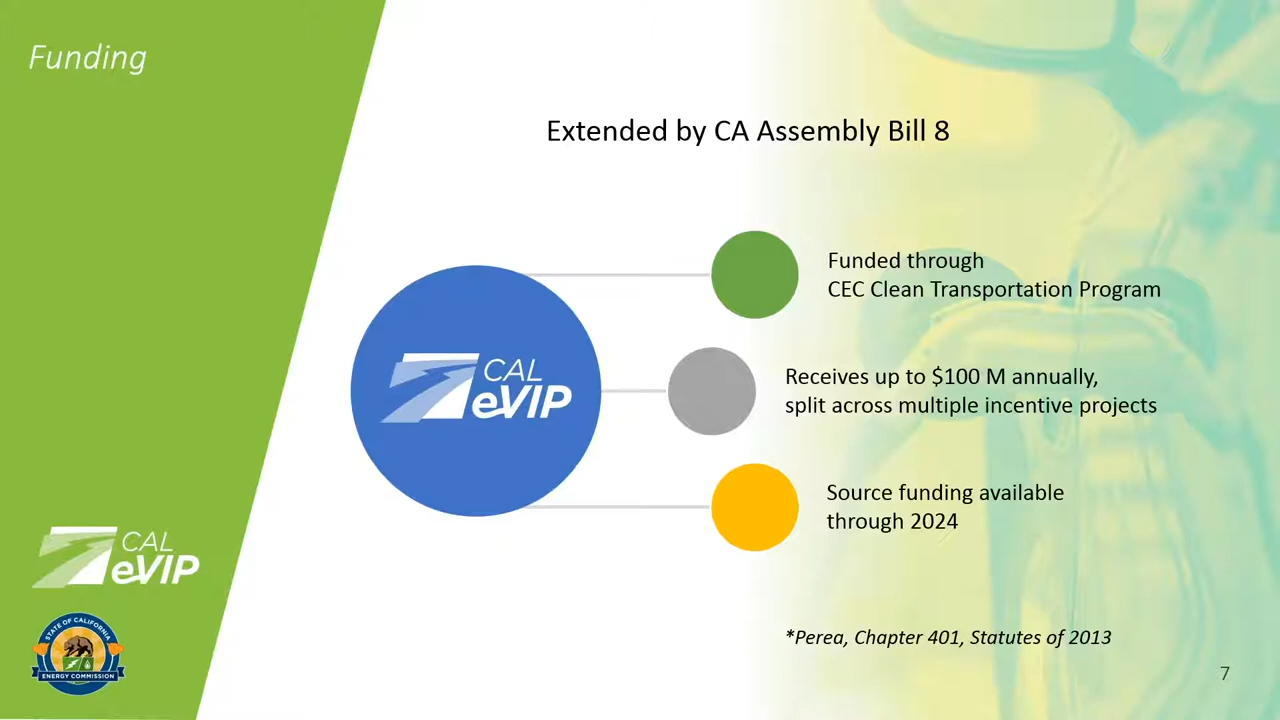 Funding
Extended by CA Assembly Bill 8
Funded through
CEC Clean Transportation Program
CAL
eVIP
Receives up to $100 M annually,
split across multiple incentive projects
Source funding available
through 2024
CAL
eVIP
STATE OF CALIFORNIA
ENERGY COMMISSION
*Perea, Chapter 401, Statutes of 2013
7